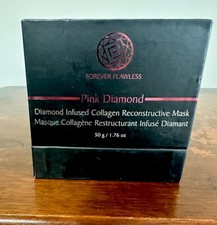 FOREVER FLAWLESS
Pink Diamond
Diamond Infused Collagen Reconstructive Mask
Masque Collagène Restructurant Infusé Diamant
50 g / 1.76 oz